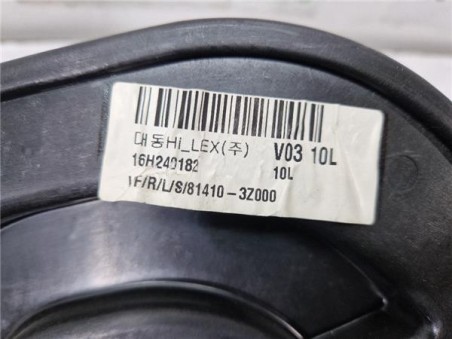 대동Hi_LEX(주) V03 10L
16H240182 10L
F/R/L/S/81410-3Z000